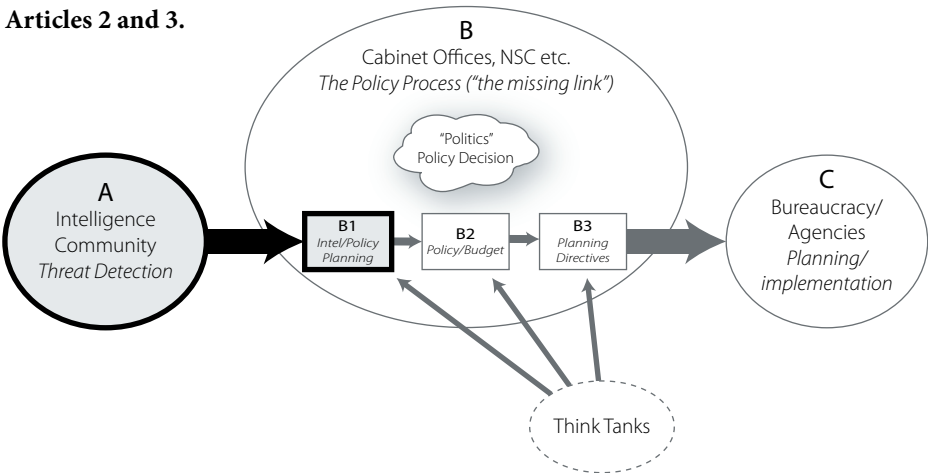 Articles 2 and 3.
B
Cabinet Offices, NSC etc.
The Policy Process (“the missing link”)
“Politics”
Policy Decision
A
Intelligence
Community
Threat Detection
B1
Intel/Policy
Planning
B2
Policy/Budget
B3
Planning
Directives
C
Bureaucracy/
Agencies
Planning/
implementation
Think Tanks